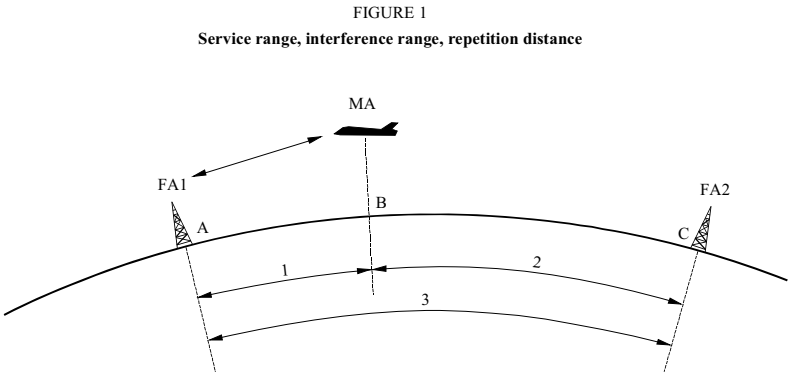 FIGURE 1
Service range, interference range, repetition distance
MA
FA1
FA2
B
A
C
1
2
3